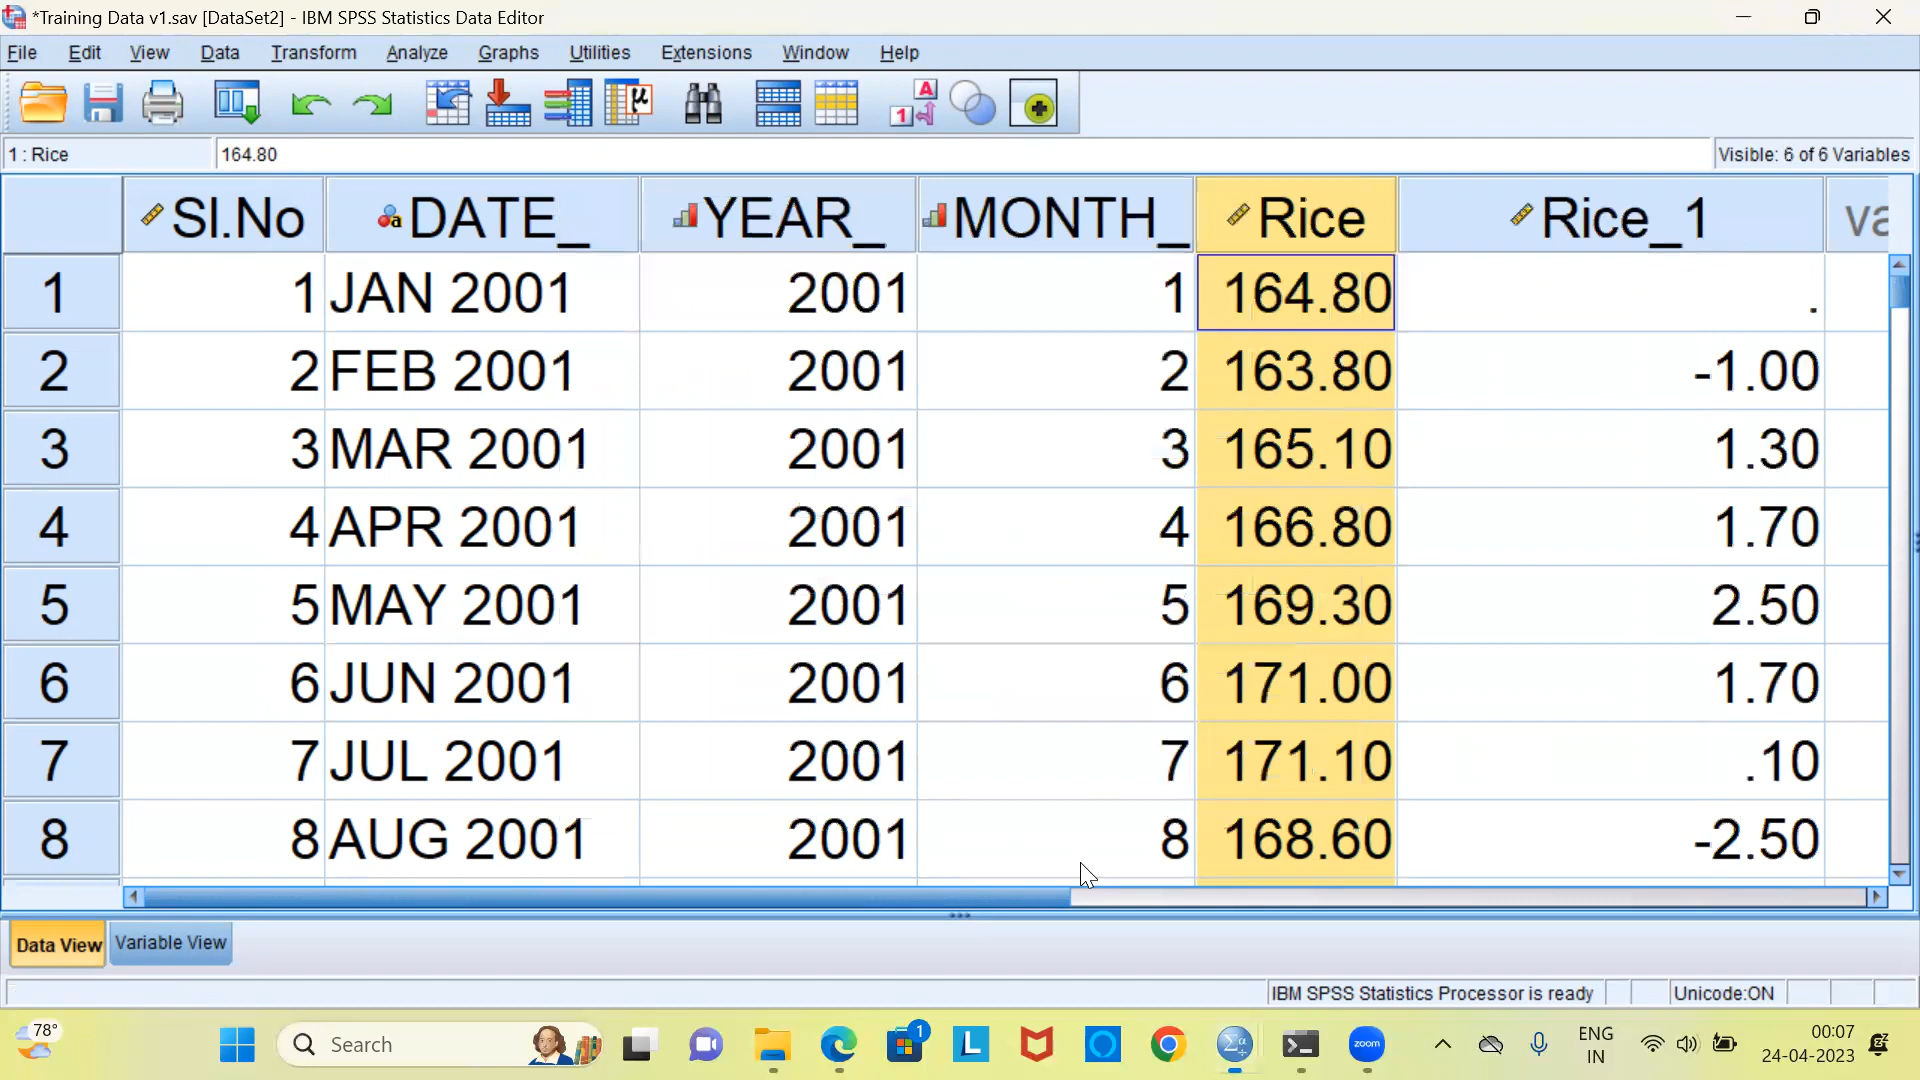 *Training Data v1.sav [DataSet2] - IBM SPSS Statistics Data Editor
File Edit View Data Transform Analyze Graphs Utilities Extensions Window Help
1 : Rice 164.80 Visible: 6 of 6 Variables
Sl.No DATE_ YEAR_ MONTH_ Rice Rice_1 va
1 1 JAN 2001 2001 1 164.80 .
2 2 FEB 2001 2001 2 163.80 -1.00
3 3 MAR 2001 2001 3 165.10 1.30
4 4 APR 2001 2001 4 166.80 1.70
5 5 MAY 2001 2001 5 169.30 2.50
6 6 JUN 2001 2001 6 171.00 1.70
7 7 JUL 2001 2001 7 171.10 .10
8 8 AUG 2001 2001 8 168.60 -2.50
Data View Variable View
IBM SPSS Statistics Processor is ready Unicode:ON
78° Search 1 L zoom ENG 00:07
IN 24-04-2023